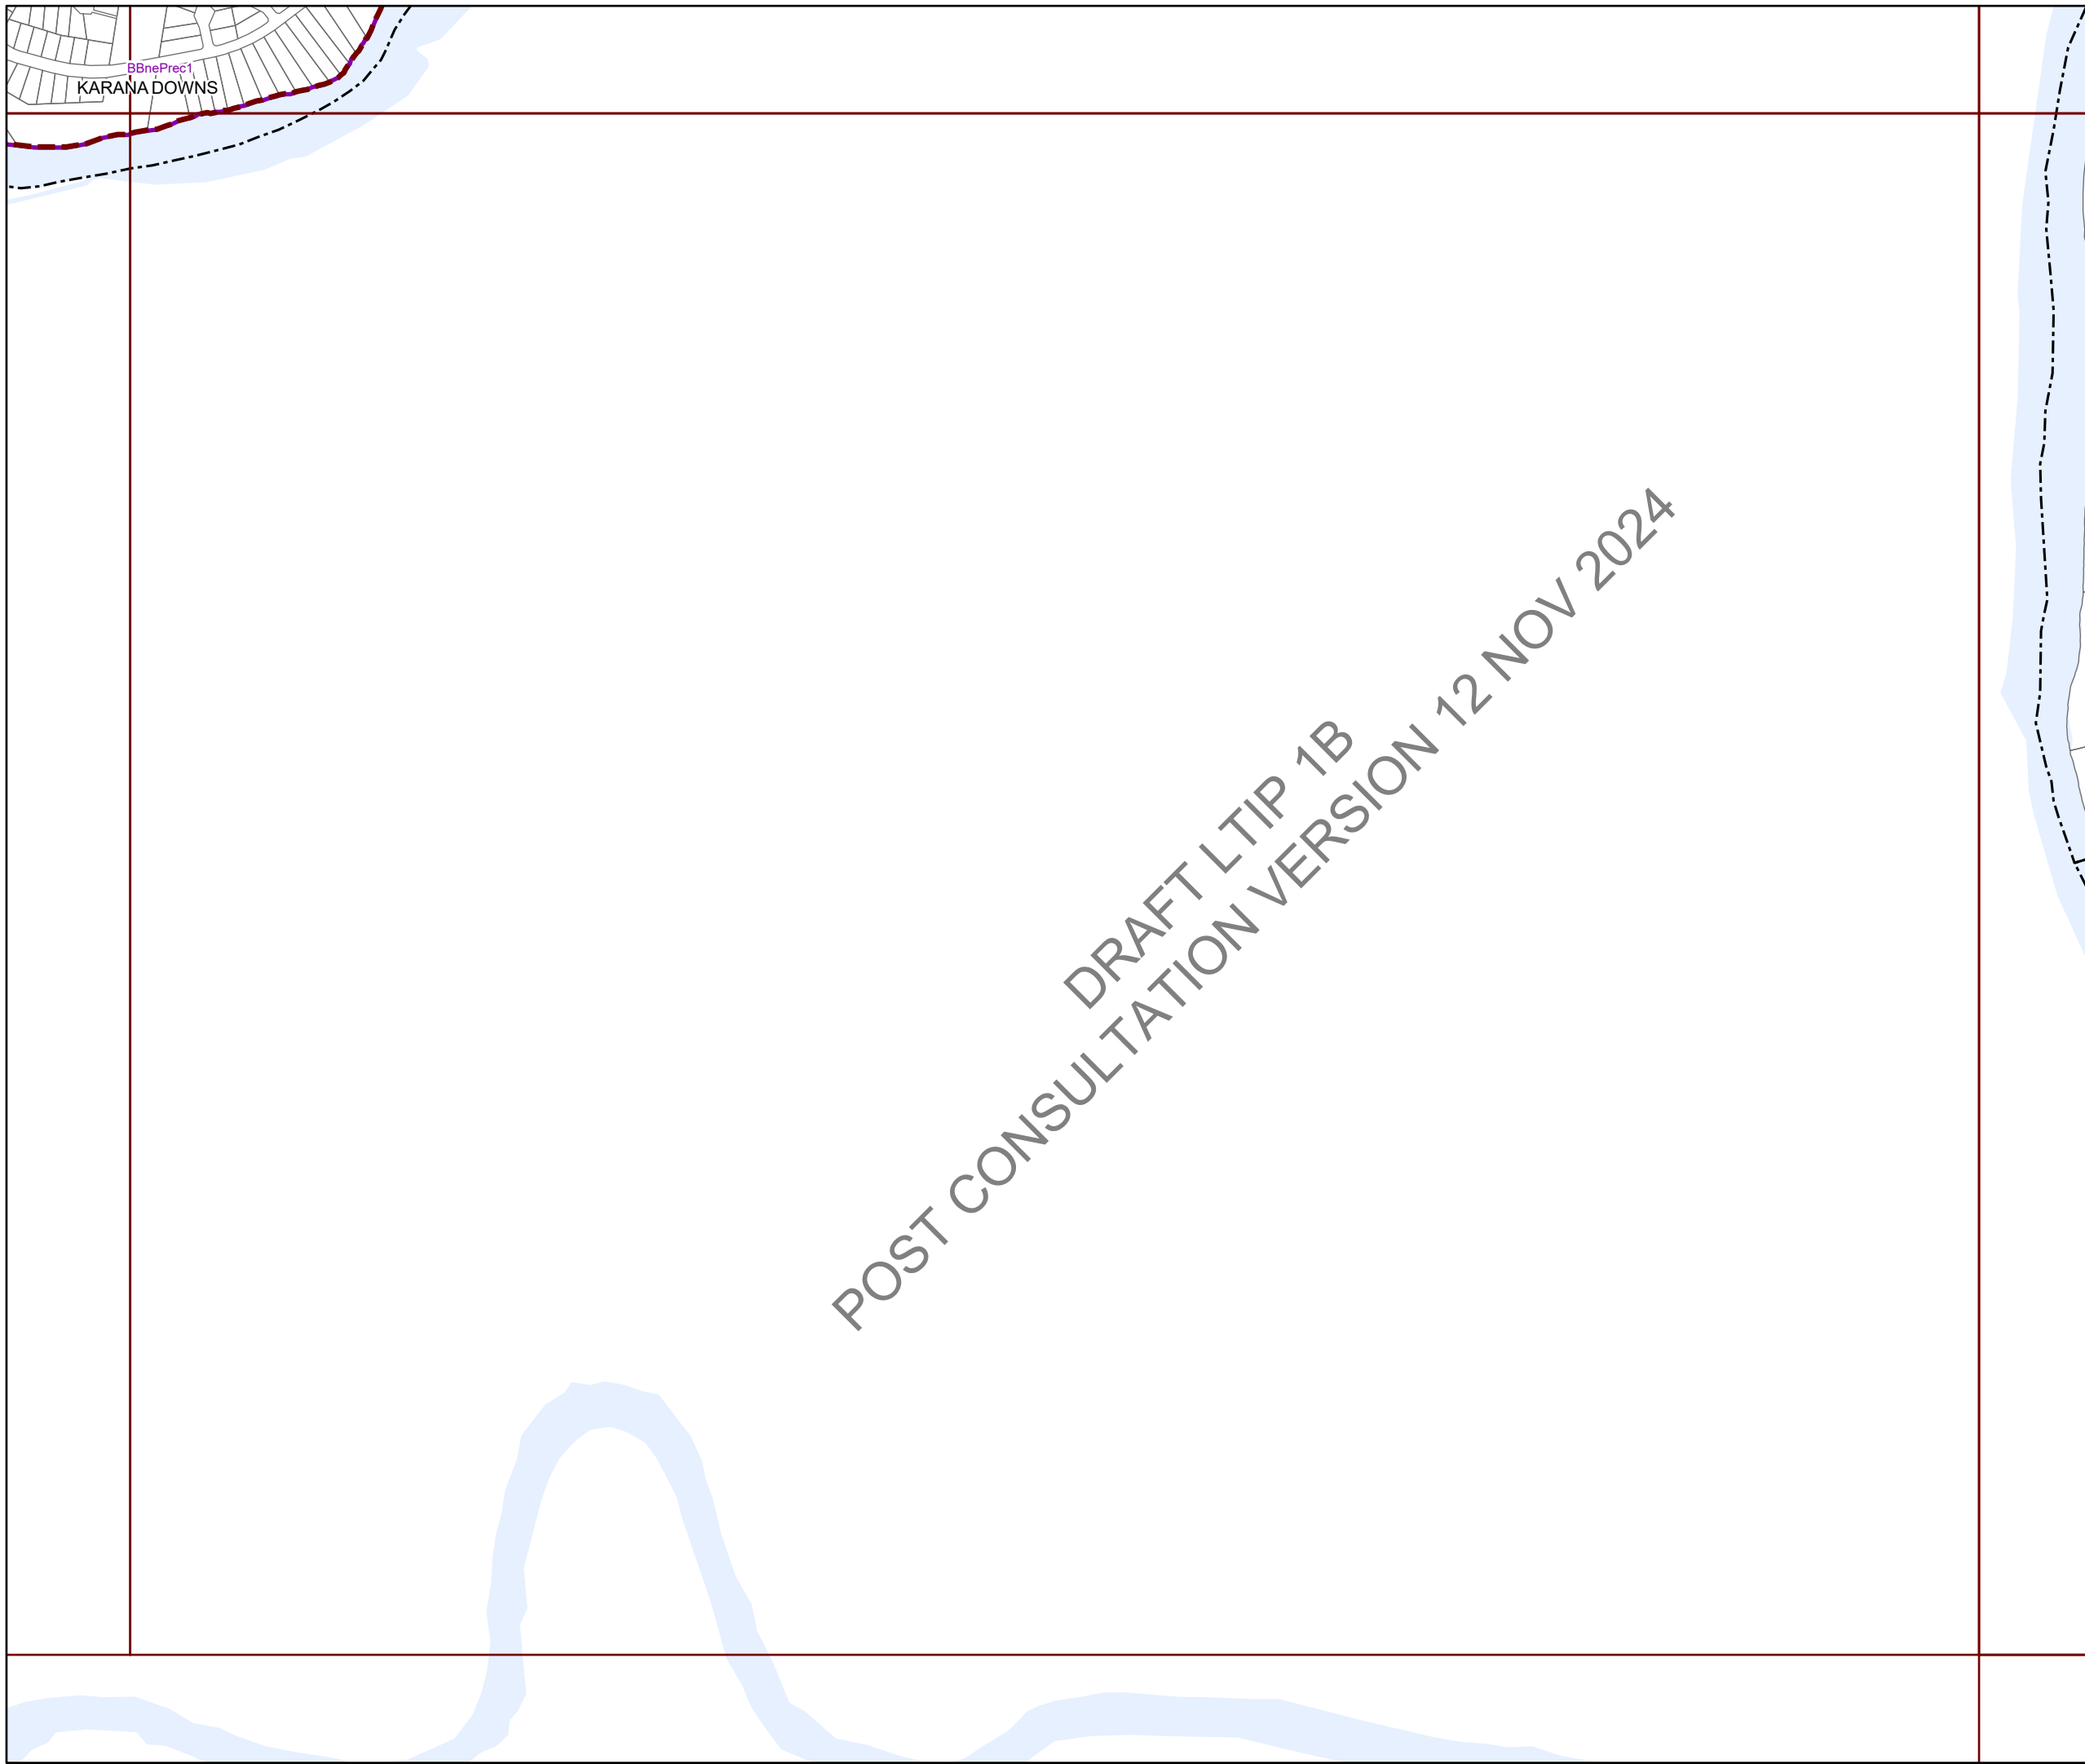 BBnePrec1
KARANA DOWNS
DRAFT LTIP 1B
POST CONSULTATION VERSION 12 NOV 2024